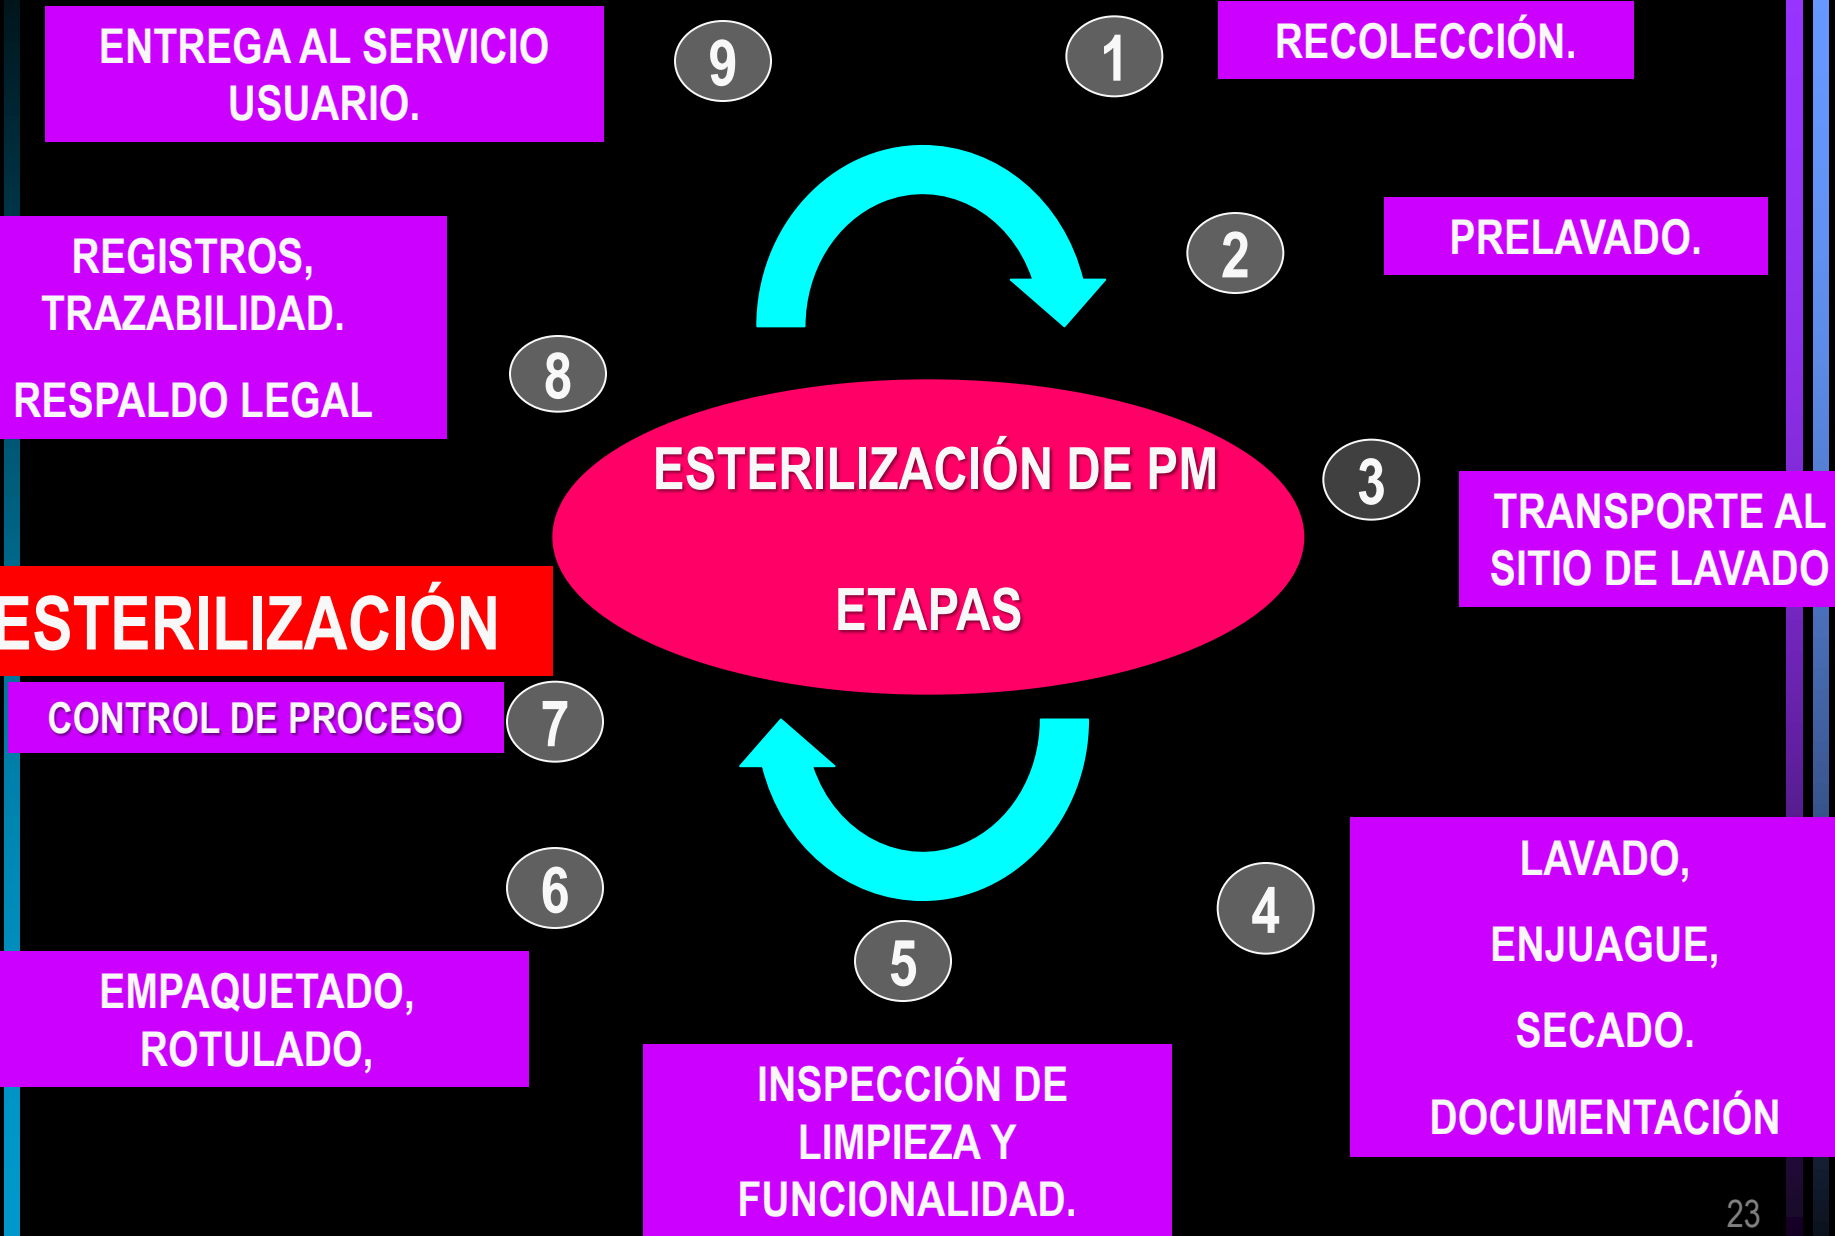 ENTREGA AL SERVICIO
USUARIO.
9
1
RECOLECCIÓN.
2
PRELAVADO.
REGISTROS,
TRAZABILIDAD.
RESPALDO LEGAL
8
ESTERILIZACIÓN DE PM
ETAPAS
3
TRANSPORTE AL
SITIO DE LAVADO
ESTERILIZACIÓN
CONTROL DE PROCESO
7
6
EMPAQUETADO,
ROTULADO,
5
INSPECCIÓN DE
LIMPIEZA Y
FUNCIONALIDAD.
4
LAVADO,
ENJUAGUE,
SECADO.
DOCUMENTACIÓN
23